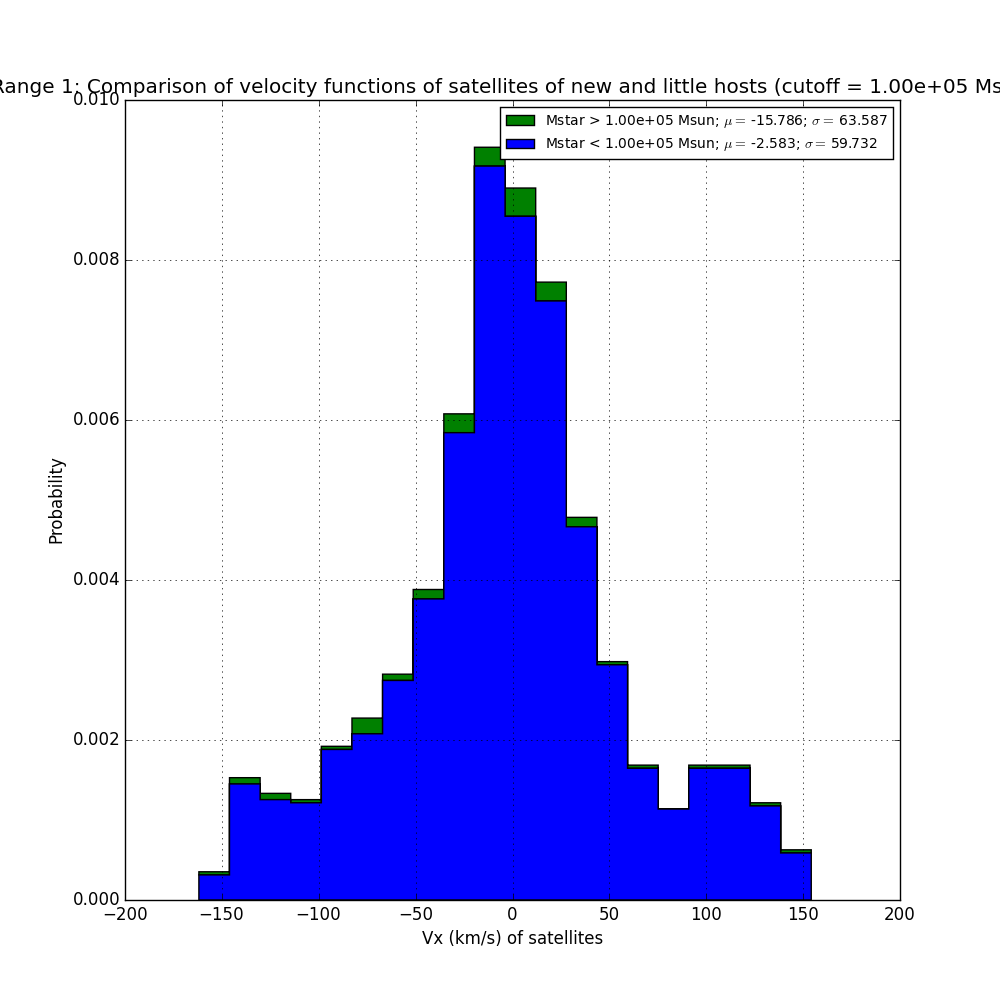 Range 1: Comparison of velocity functions of satellites of new and little hosts (cutoff = 1.00e+05 Ms
0.010
Mstar > 1.00e+05 Msun; μ = -15.786; σ = 63.587
Mstar < 1.00e+05 Msun; μ = -2.583; σ = 59.732
0.008
0.006
Probability
0.004
0.002
0.000
−200 −150 −100 −50 0 50 100 150 200
Vx (km/s) of satellites